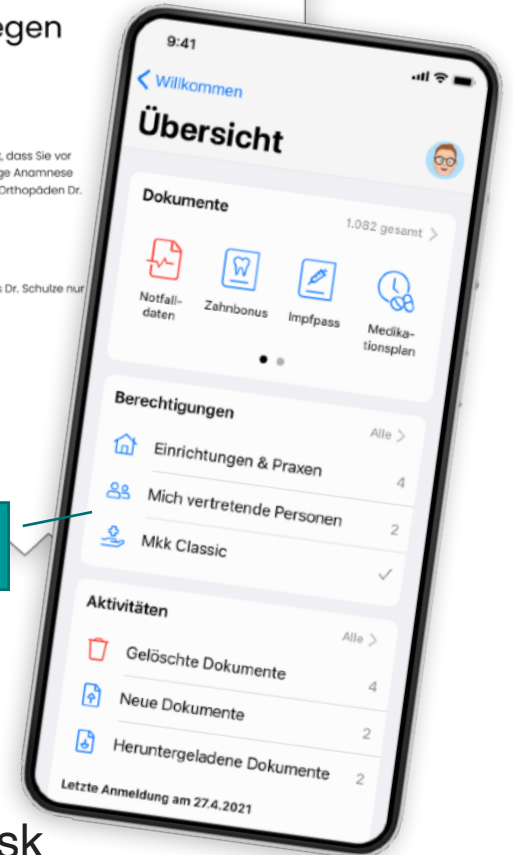 egen
dass Sie vor
ge Anamnese
Orthopäden Dr.
s Dr. Schulze nur
9:41
Willkommen
Übersicht
Dokumente
1.082 gesamt
Notfall-
daten
Zahnbonus
Impfpass
Medika-
tionsplan
Berechtigungen
Alle
Einrichtungen & Praxen
4
Mich vertretende Personen
2
Mkk Classic
Aktivitäten
Alle
Gelöschte Dokumente
4
Neue Dokumente
2
Heruntergeladene Dokumente
2
Letzte Anmeldung am 27.4.2021
sk